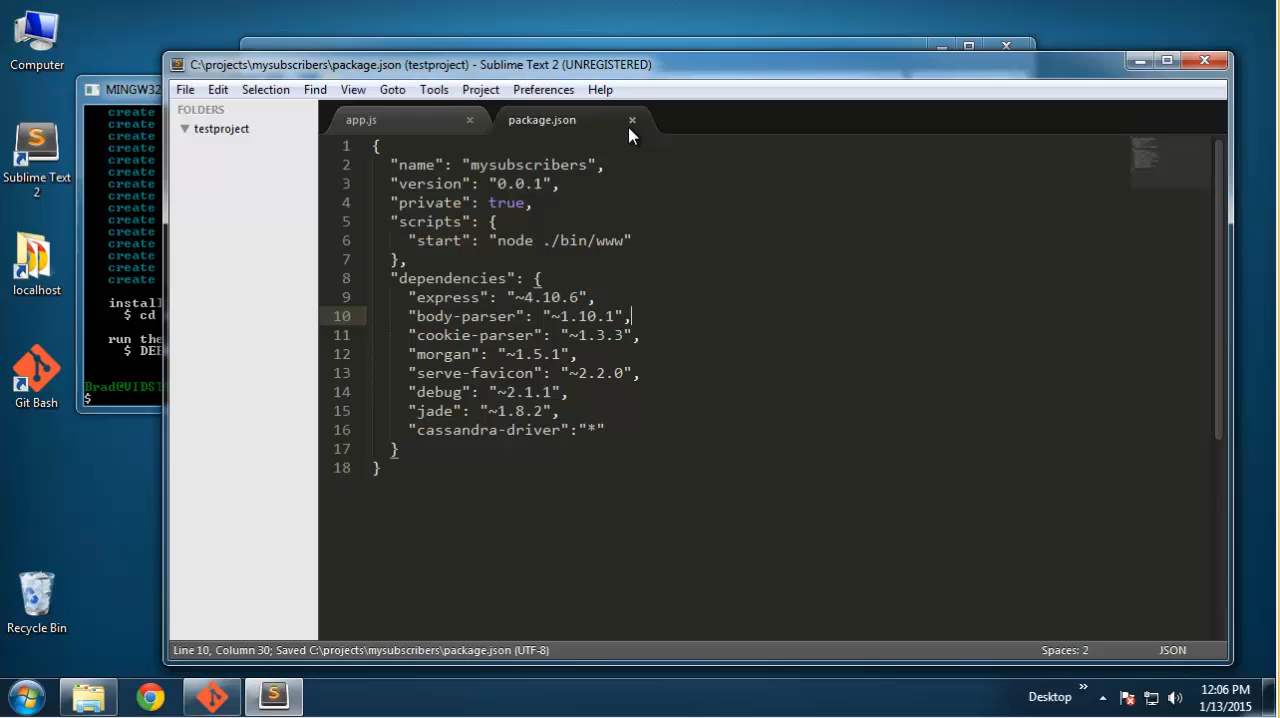 Computer
Sublime Text
2
localhost
Git Bash
Recycle Bin
MINGW32
create
create
create
create
create
create
create
create
create
create
install
$ cd
run the
$ DEB
Brad@VIDST
$
C:\projects\mysubscribers\package.json (testproject) - Sublime Text 2 (UNREGISTERED)
File Edit Selection Find View Goto Tools Project Preferences Help
FOLDERS
testproject
app.js
package.json
1 {
2 "name": "mysubscribers",
3 "version": "0.0.1",
4 "private": true,
5 "scripts": {
6 "start": "node ./bin/www"
7 },
8 "dependencies": {
9 "express": "~4.10.6",
10 "body-parser": "~1.10.1",
11 "cookie-parser": "~1.3.3",
12 "morgan": "~1.5.1",
13 "serve-favicon": "~2.2.0",
14 "debug": "~2.1.1",
15 "jade": "~1.8.2",
16 "cassandra-driver":"*"
17 }
18 }
Line 10, Column 30; Saved C:\projects\mysubscribers\package.json (UTF-8)
Spaces: 2
JSON
Desktop
12:06 PM
1/13/2015